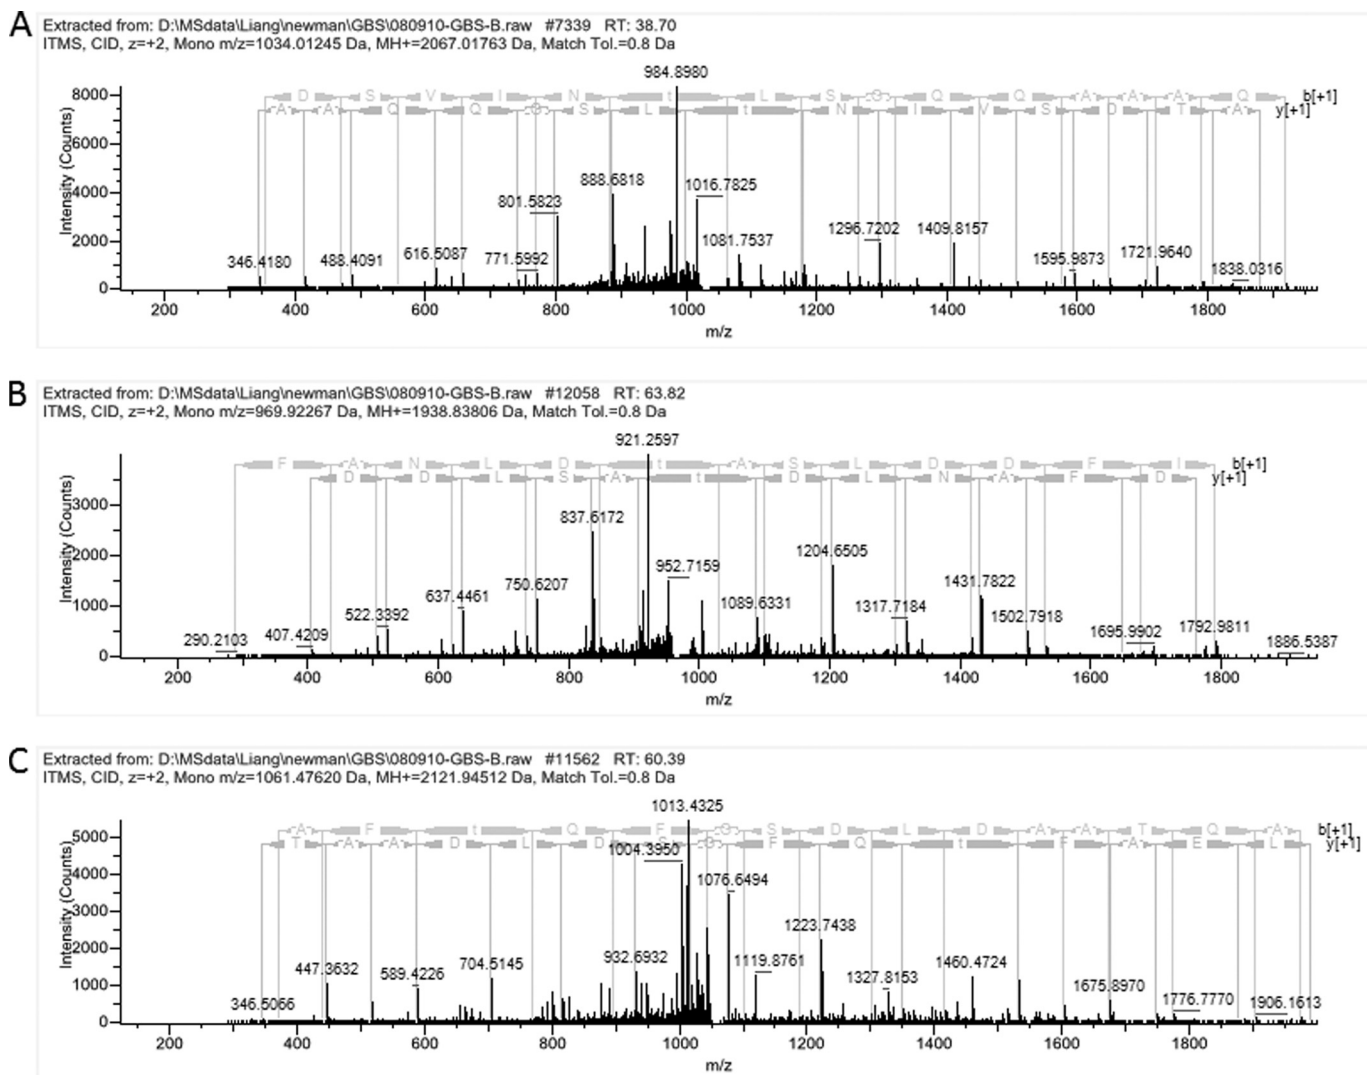 A
Extracted from: D:\MSdata\Liang\newman\GBS\080910-GBS-B.raw #7339 RT: 38.70
ITMS, CID, z=+2, Mono m/z=1034.01245 Da, MH+=2067.01763 Da, Match Tol.=0.8 Da
984.8980
8000
D S V I N t L S G Q Q A A A Q b[+1]
A A Q Q G S L t N I V S D T A y[+1]
6000
Intensity (Counts)
888.6818
4000
801.5823 1016.7825
1296.7202 1409.8157
2000
346.4180 488.4091 616.5087 771.5992 1081.7537 1595.9873 1721.9640 1838.0316
0
200 400 600 800 1000 1200 1400 1600 1800
m/z
B
Extracted from: D:\MSdata\Liang\newman\GBS\080910-GBS-B.raw #12058 RT: 63.82
ITMS, CID, z=+2, Mono m/z=969.92267 Da, MH+=1938.83806 Da, Match Tol.=0.8 Da
921.2597
F A N L D t A S L D D F I b[+1]
D D L S A t D L N A F D y[+1]
Intensity (Counts)
3000
837.6172
2000
952.7159 1204.6505
637.4461 750.6207 1431.7822
1000
522.3392 1089.6331 1317.7184 1502.7918
290.2103 407.4209 1695.9902 1792.9811 1886.5387
0
200 400 600 800 1000 1200 1400 1600 1800
m/z
C
Extracted from: D:\MSdata\Liang\newman\GBS\080910-GBS-B.raw #11562 RT: 60.39
ITMS, CID, z=+2, Mono m/z=1061.47620 Da, MH+=2121.94512 Da, Match Tol.=0.8 Da
1013.4325
5000
A F t Q F G S D L D A A T Q A b[+1]
T A A D L D S G F Q t F A E L y[+1]
1004.3950
4000
Intensity (Counts)
1076.6494
3000
1223.7438
2000
447.3632 589.4226 704.5145 932.6932 1119.8761 1327.8153 1460.4724
1000
346.5066 1675.8970 1776.7770 1906.1613
0
200 400 600 800 1000 1200 1400 1600 1800
m/z